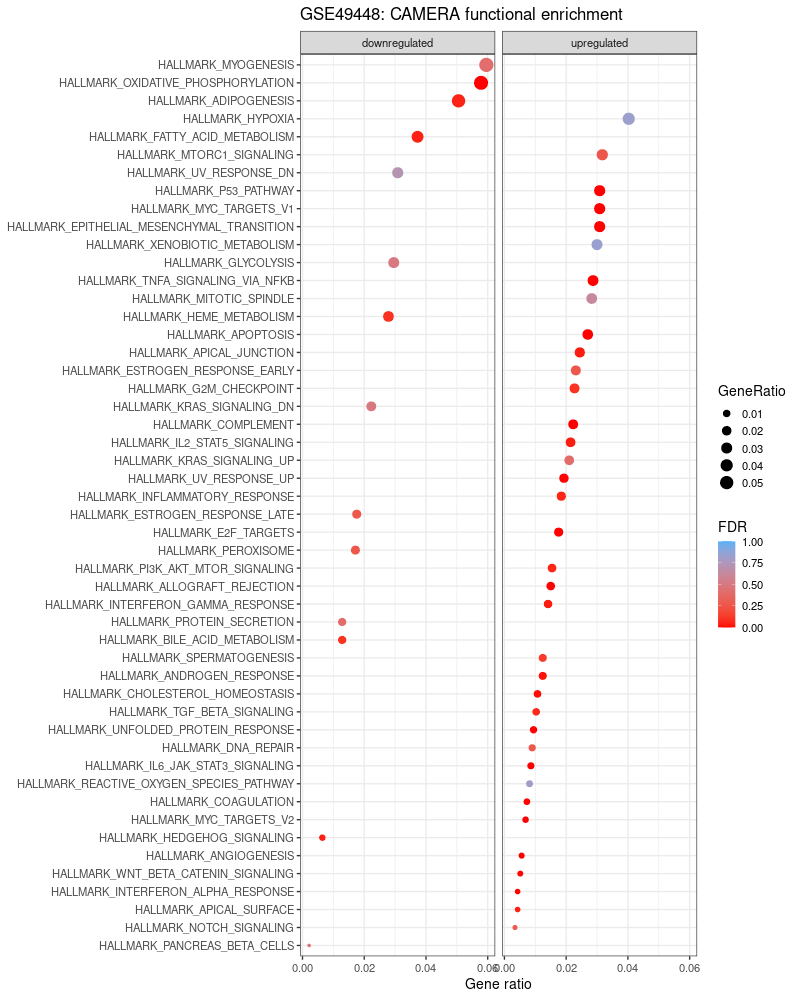 GSE49448: CAMERA functional enrichment
downregulated
upregulated
HALLMARK_MYOGENESIS
HALLMARK_OXIDATIVE_PHOSPHORYLATION
HALLMARK_ADIPOGENESIS
HALLMARK_HYPOXIA
HALLMARK_FATTY_ACID_METABOLISM
HALLMARK_MTORC1_SIGNALING
HALLMARK_UV_RESPONSE_DN
HALLMARK_P53_PATHWAY
HALLMARK_MYC_TARGETS_V1
HALLMARK_EPITHELIAL_MESENCHYMAL_TRANSITION
HALLMARK_XENOBIOTIC_METABOLISM
HALLMARK_GLYCOLYSIS
HALLMARK_TNFA_SIGNALING_VIA_NFKB
HALLMARK_MITOTIC_SPINDLE
HALLMARK_HEME_METABOLISM
HALLMARK_APOPTOSIS
HALLMARK_APICAL_JUNCTION
HALLMARK_ESTROGEN_RESPONSE_EARLY
HALLMARK_G2M_CHECKPOINT
HALLMARK_KRAS_SIGNALING_DN
HALLMARK_COMPLEMENT
HALLMARK_IL2_STAT5_SIGNALING
HALLMARK_KRAS_SIGNALING_UP
HALLMARK_UV_RESPONSE_UP
HALLMARK_INFLAMMATORY_RESPONSE
HALLMARK_ESTROGEN_RESPONSE_LATE
HALLMARK_E2F_TARGETS
HALLMARK_PEROXISOME
HALLMARK_PI3K_AKT_MTOR_SIGNALING
HALLMARK_ALLOGRAFT_REJECTION
HALLMARK_INTERFERON_GAMMA_RESPONSE
HALLMARK_PROTEIN_SECRETION
HALLMARK_BILE_ACID_METABOLISM
HALLMARK_SPERMATOGENESIS
HALLMARK_ANDROGEN_RESPONSE
HALLMARK_CHOLESTEROL_HOMEOSTASIS
HALLMARK_TGF_BETA_SIGNALING
HALLMARK_UNFOLDED_PROTEIN_RESPONSE
HALLMARK_DNA_REPAIR
HALLMARK_IL6_JAK_STAT3_SIGNALING
HALLMARK_REACTIVE_OXYGEN_SPECIES_PATHWAY
HALLMARK_COAGULATION
HALLMARK_MYC_TARGETS_V2
HALLMARK_HEDGEHOG_SIGNALING
HALLMARK_ANGIOGENESIS
HALLMARK_WNT_BETA_CATENIN_SIGNALING
HALLMARK_INTERFERON_ALPHA_RESPONSE
HALLMARK_APICAL_SURFACE
HALLMARK_NOTCH_SIGNALING
HALLMARK_PANCREAS_BETA_CELLS
0.00 0.02 0.04 0.06
0.00 0.02 0.04 0.06
Gene ratio
GeneRatio
0.01
0.02
0.03
0.04
0.05
FDR
1.00
0.75
0.50
0.25
0.00